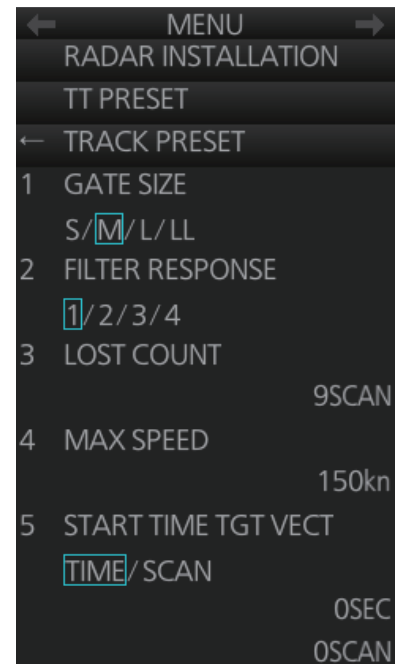 ← MENU →
RADAR INSTALLATION
TT PRESET
← TRACK PRESET
1 GATE SIZE
S/M/L/LL
2 FILTER RESPONSE
1/2/3/4
3 LOST COUNT
9SCAN
4 MAX SPEED
150kn
5 START TIME TGT VECT
TIME/SCAN
0SEC
0SCAN